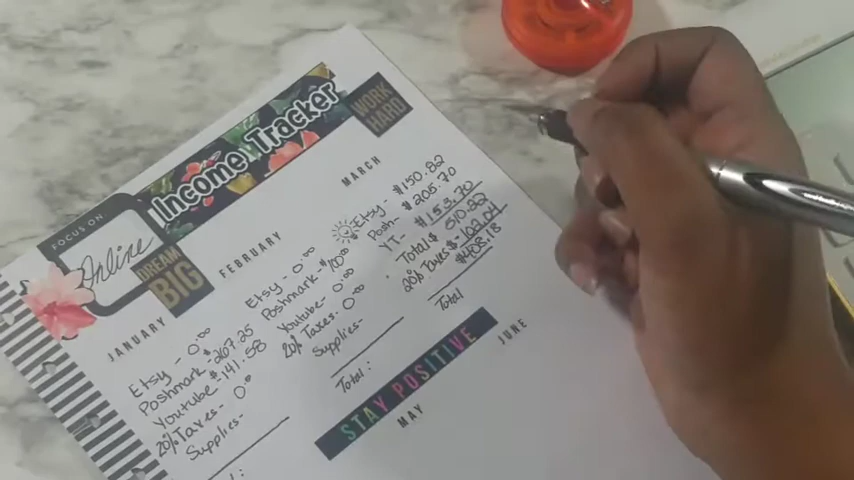 Income Tracker
WORK
HARD
FOCUS ON
Online
DREAM
BIG
JANUARY
Etsy - 0.00
Poshmark - $267.25
Youtube - $141.58
20% Taxes - 0.00
Supplies -
FEBRUARY
Etsy - 0.00
Poshmark - $100.00
Youtube - 0.00
20% Taxes - 0.00
Supplies -
Total:
MARCH
Etsy - $150.82
Posh - $205.70
YT - $153.70
Total $ 510.22
20% Taxes $ - 102.04
$408.18
Total
STAY POSITIVE
MAY
JUNE